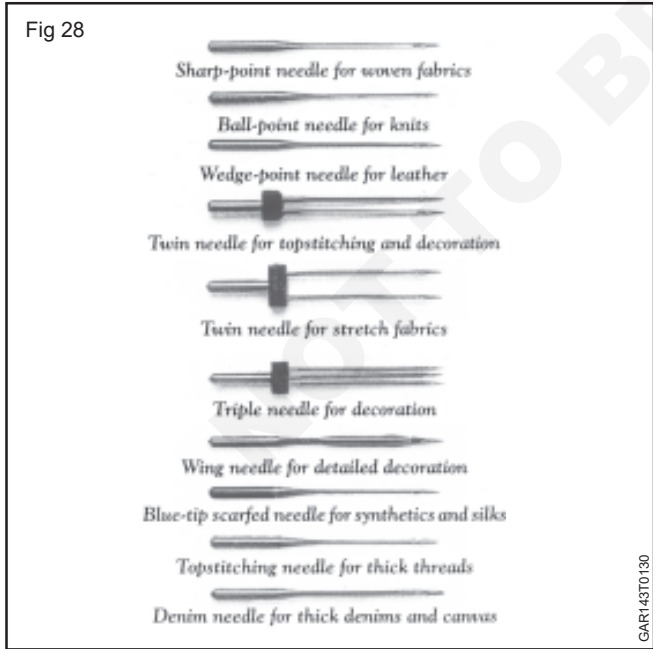 Fig 28
Sharp-point needle for woven fabrics
Ball-point needle for knits
Wedge-point needle for leather
Twin needle for topstitching and decoration
Twin needle for stretch fabrics
Triple needle for decoration
Wing needle for detailed decoration
Blue-tip scarfed needle for synthetics and silks
Topstitching needle for thick threads
Denim needle for thick denims and canvas
GAR143T0130
NOT TO B